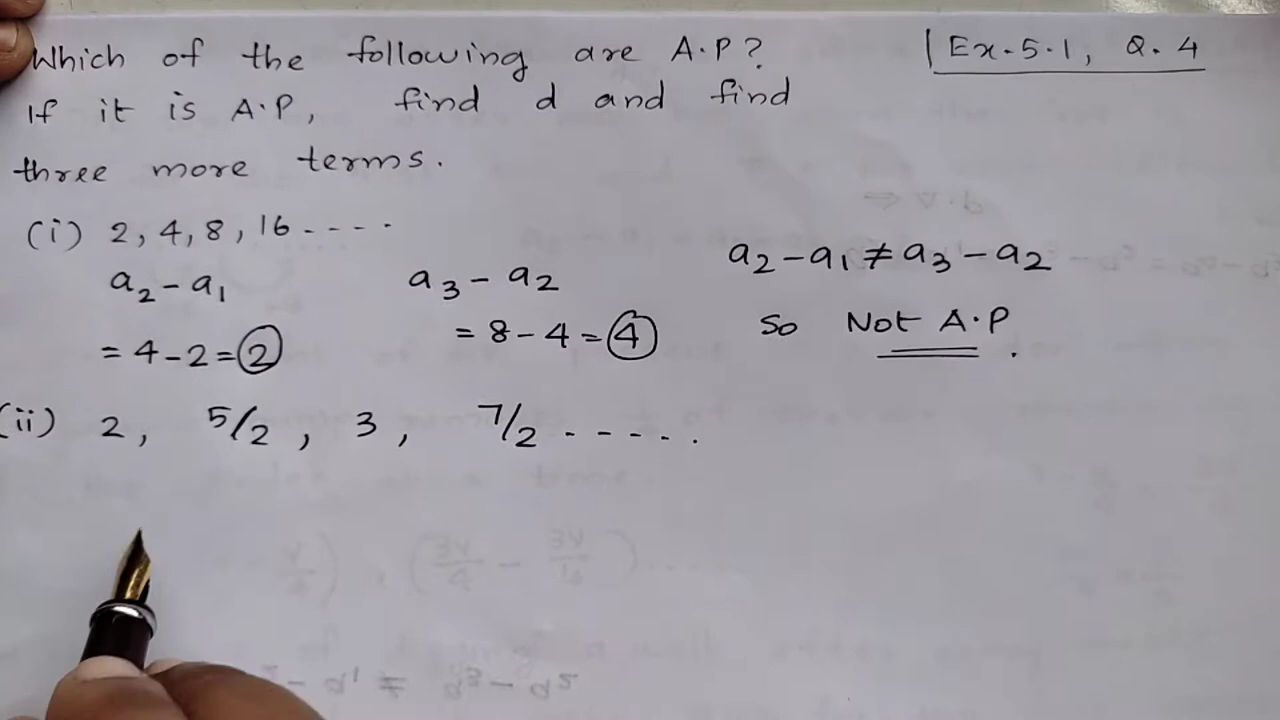 Which of the following are A.P?
| Ex-5.1, Q.4
If it is A.P, find d and find
three more terms.
(i) 2, 4, 8, 16 - - - -
a₂ - a₁
a₃ - a₂
a₂ - a₁ ≠ a₃ - a₂
= 4 - 2 = 2
= 8 - 4 = 4
So Not A.P.
(ii) 2, 5/2, 3, 7/2 - - - - - .